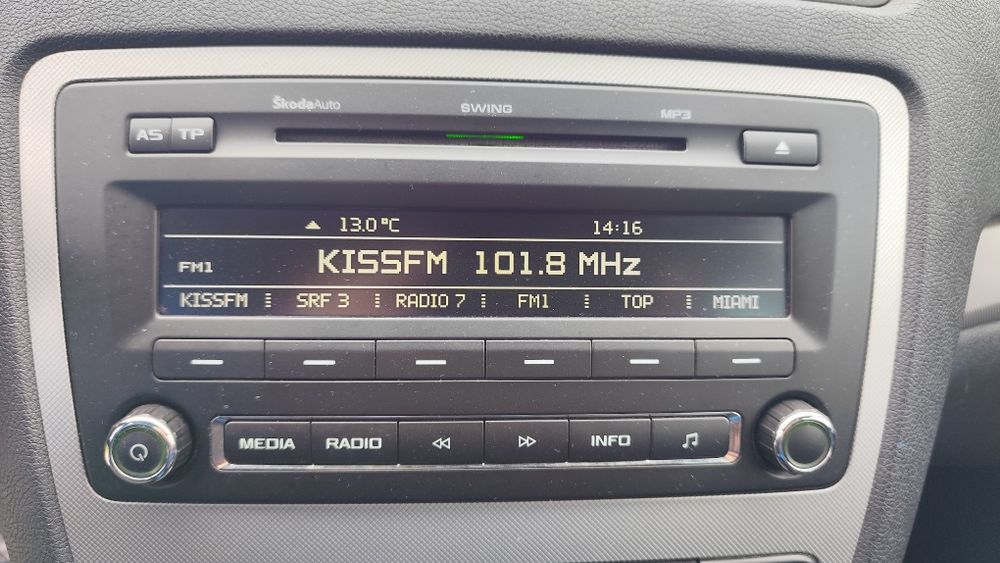 ŠkodaAuto SWING MP3
AS TP
13.0°C 14:16
FM1 KISSFM 101.8 MHz
KISSFM SRF 3 RADIO 7 FM1 TOP MIAMI
MEDIA RADIO INFO